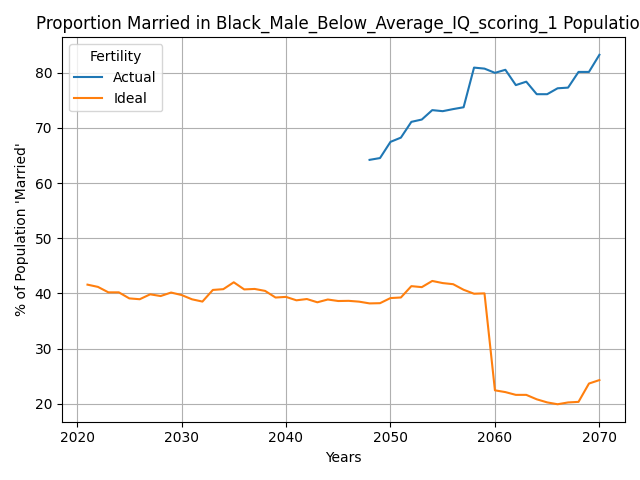 Proportion Married in Black_Male_Below_Average_IQ_scoring_1 Populatio
Fertility
Actual
Ideal
% of Population 'Married'
80
70
60
50
40
30
20
2020 2030 2040 2050 2060 2070
Years